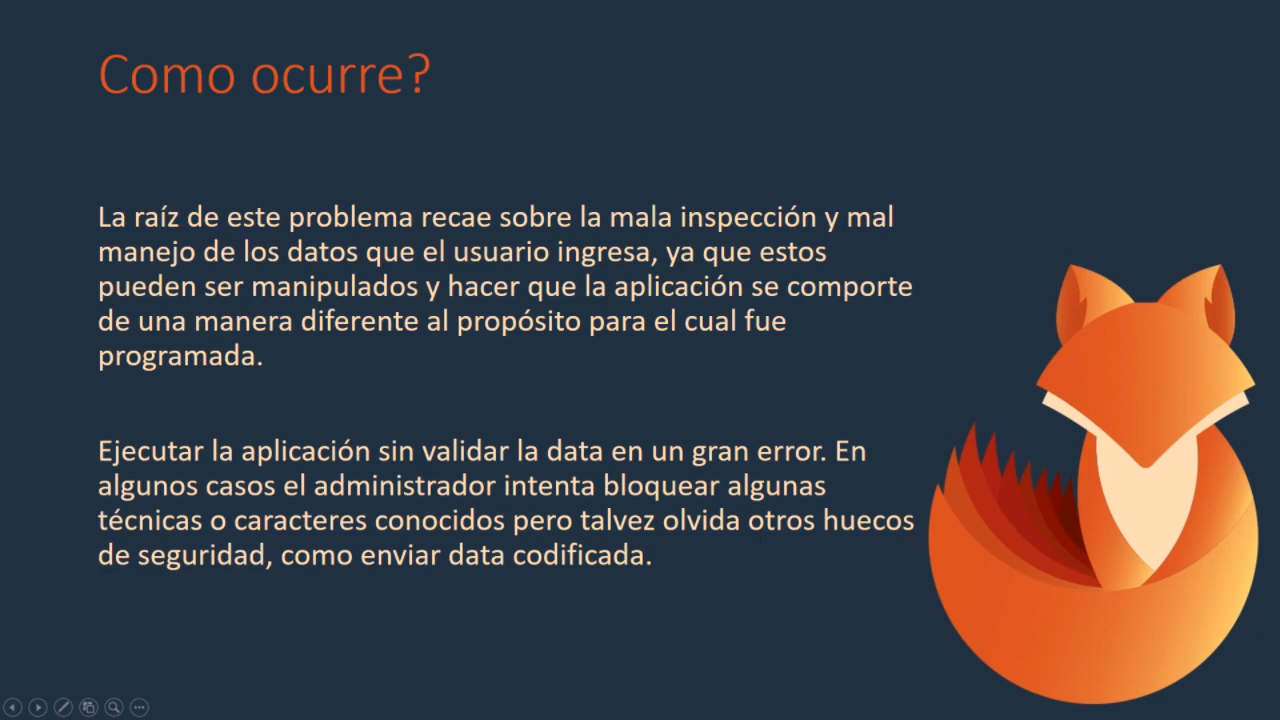 Como ocurre?
La raíz de este problema recae sobre la mala inspección y mal
manejo de los datos que el usuario ingresa, ya que estos
pueden ser manipulados y hacer que la aplicación se comporte
de una manera diferente al propósito para el cual fue
programada.
Ejecutar la aplicación sin validar la data en un gran error. En
algunos casos el administrador intenta bloquear algunas
técnicas o caracteres conocidos pero talvez olvida otros huecos
de seguridad, como enviar data codificada.